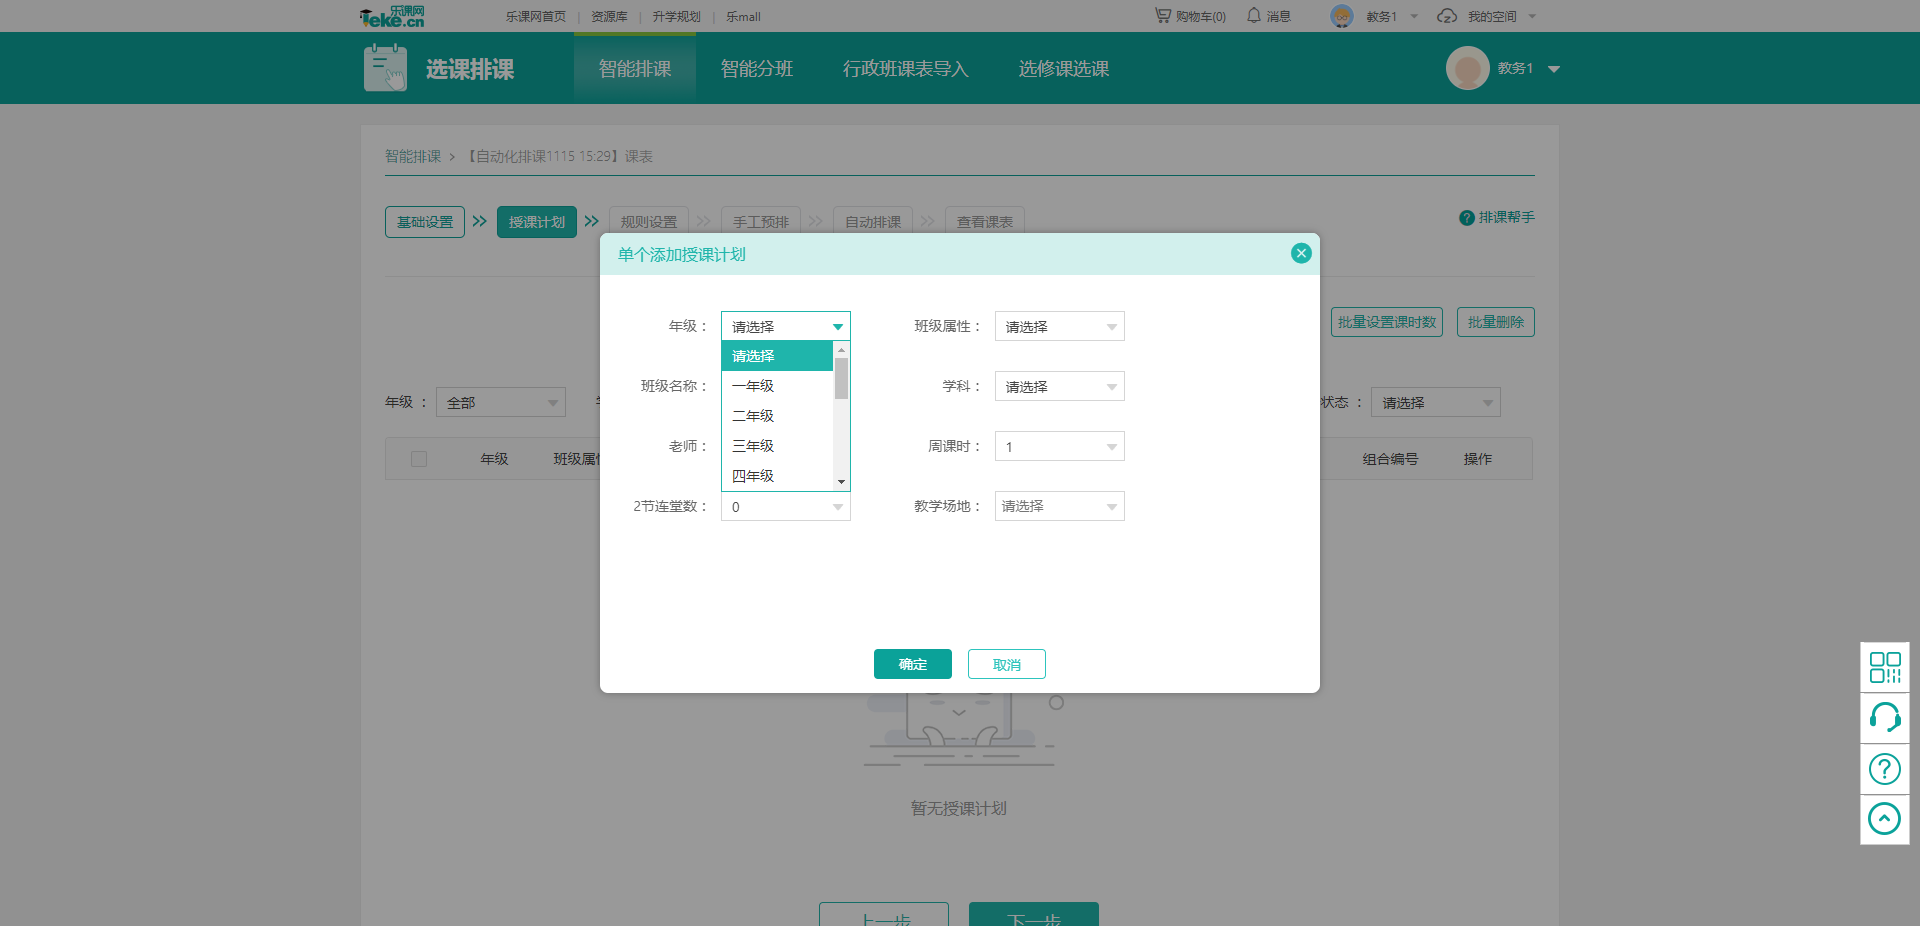 乐课网
leke.cn
乐课网首页 | 资源库 | 升学规划 | 乐mall
购物车(0) 消息 教务1 我的空间
选课排课 智能排课 智能分班 行政班课表导入 选修课选课 教务1
智能排课 > 【自动化排课1115 15:29】课表
基础设置 授课计划 规则设置 手工预排 自动排课 查看课表 排课帮手
单个添加授课计划
批量设置课时数 批量删除
年级： 请选择 班级属性： 请选择
请选择
一年级
二年级
三年级
四年级
班级名称： 学科： 请选择
年级： 全部 状态： 请选择
老师： 周课时： 1
年级 班级属 组合编号 操作
2节连堂数： 0 教学场地： 请选择
确定 取消
暂无授课计划
上一步 下一步